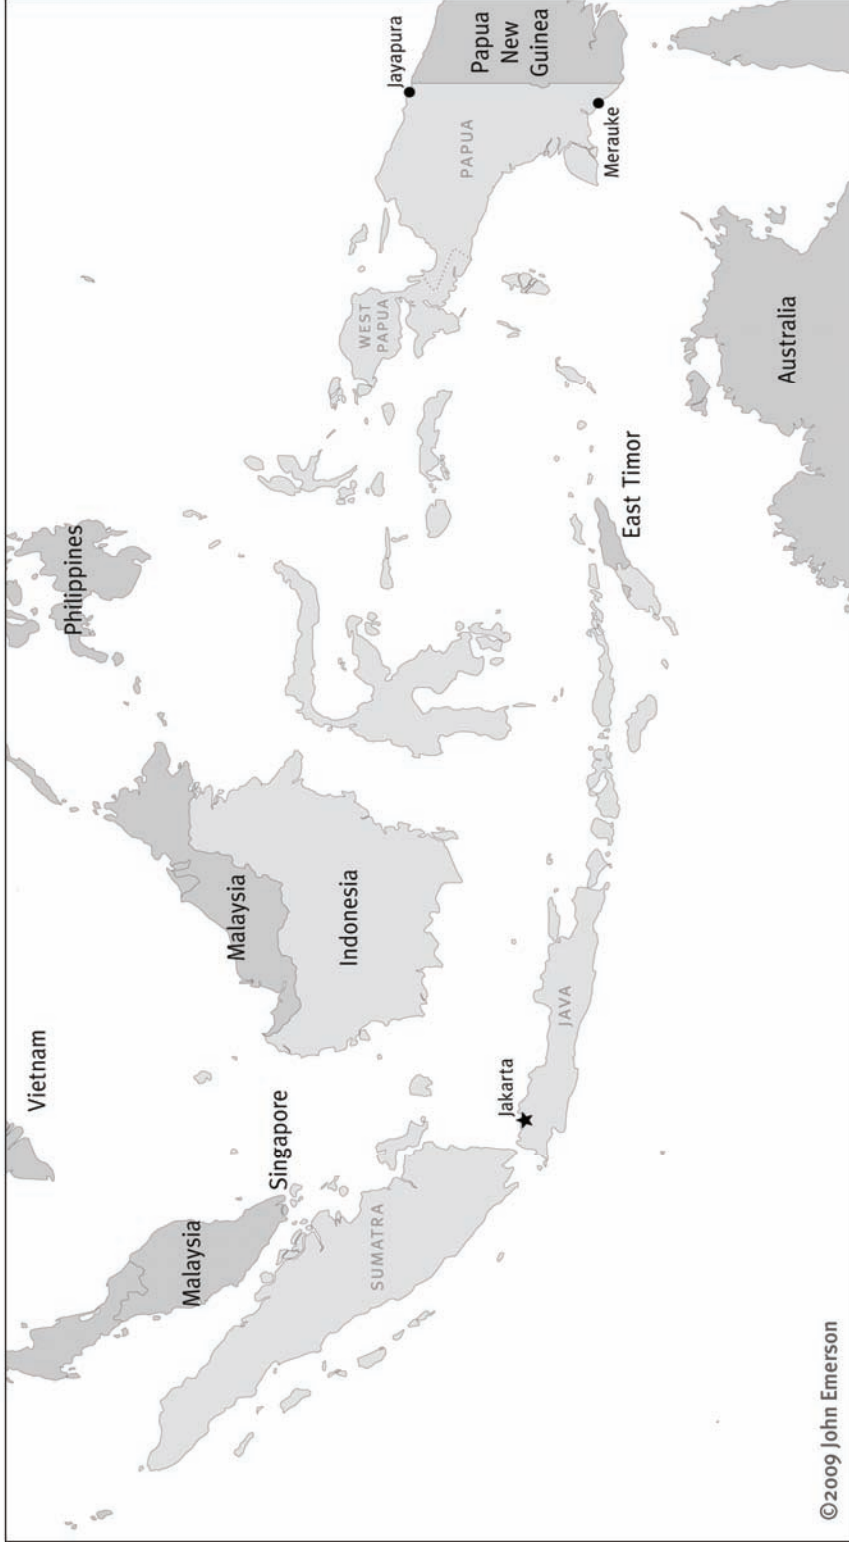 Vietnam
Philippines
Malaysia
Singapore
Malaysia
Indonesia
SUMATRA
Jakarta
JAVA
WEST
PAPUA
PAPUA
Jayapura
Papua
New
Guinea
Merauke
East Timor
Australia
©2009 John Emerson